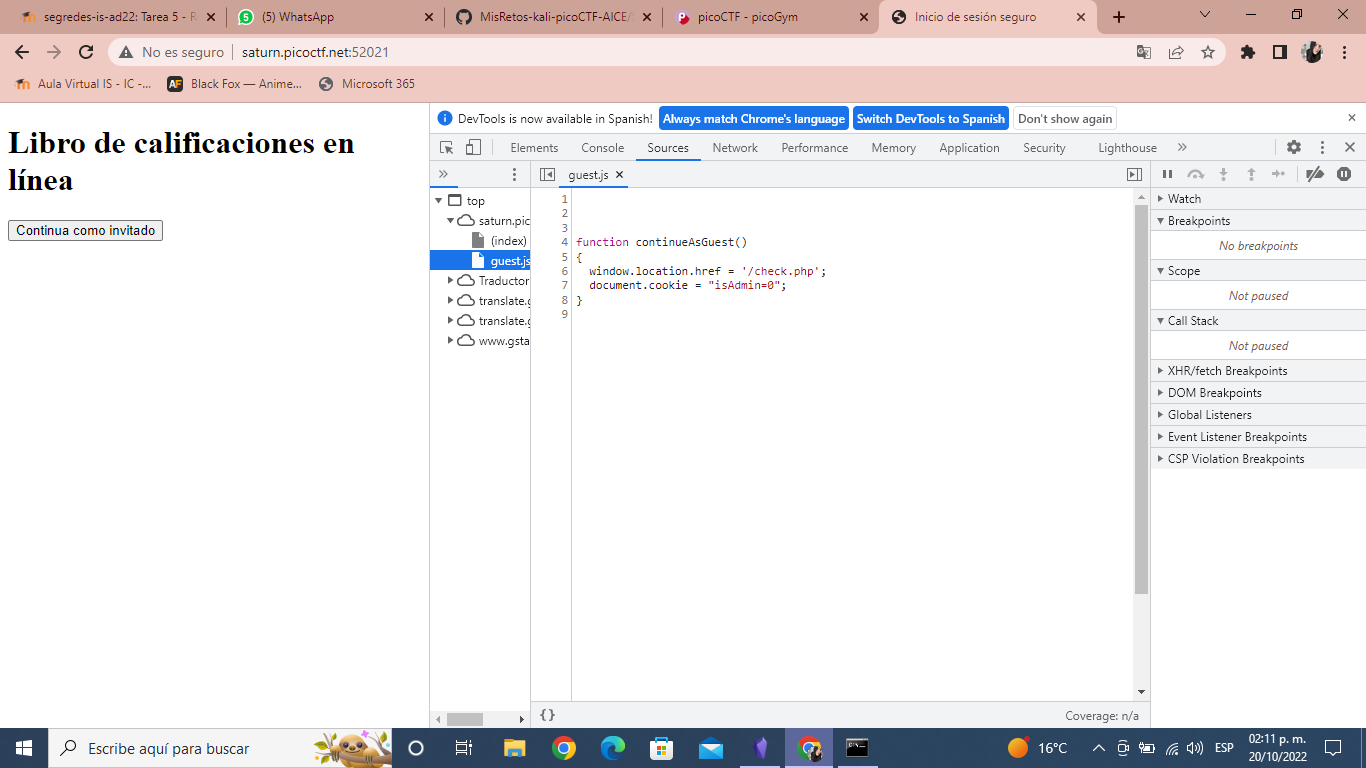 segredes-is-ad22: Tarea 5 - R
(5) WhatsApp
MisRetos-kali-picoCTF-AICE/
picoCTF - picoGym
Inicio de sesión seguro
No es seguro
saturn.picoctf.net:52021
Aula Virtual IS - IC -...
Black Fox — Anime...
Microsoft 365
Libro de calificaciones en
línea
Continua como invitado
DevTools is now available in Spanish!
Always match Chrome's language
Switch DevTools to Spanish
Don't show again
Elements
Console
Sources
Network
Performance
Memory
Application
Security
Lighthouse
top
saturn.pic
(index)
guest.js
Traductor
translate.g
translate.g
www.gsta
guest.js
1
2
3
4 function continueAsGuest()
5 {
6 window.location.href = '/check.php';
7 document.cookie = "isAdmin=0";
8 }
9
{}
Coverage: n/a
Watch
Breakpoints
No breakpoints
Scope
Not paused
Call Stack
Not paused
XHR/fetch Breakpoints
DOM Breakpoints
Global Listeners
Event Listener Breakpoints
CSP Violation Breakpoints
Escribe aquí para buscar
16°C
ESP
02:11 p. m.
20/10/2022